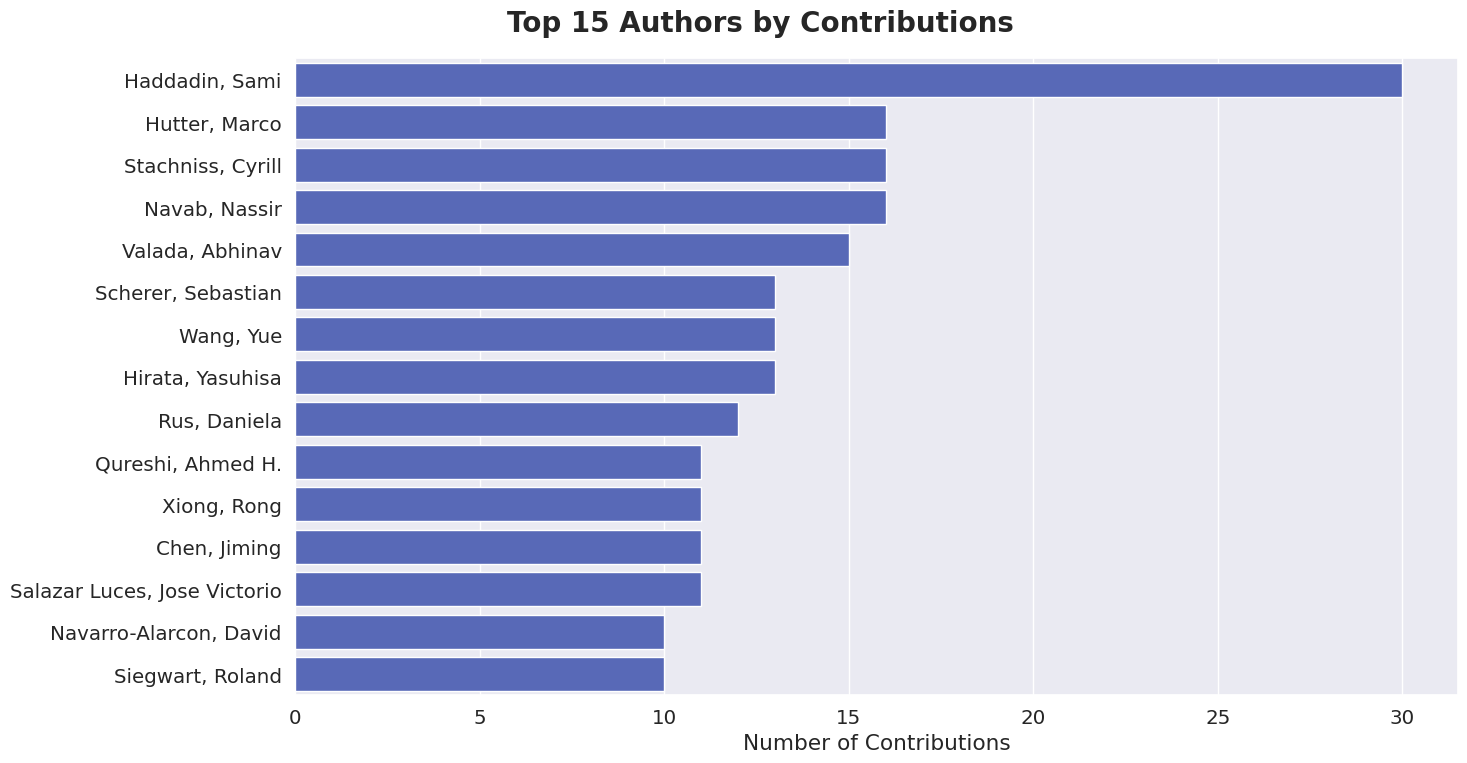 Top 15 Authors by Contributions
Haddadin, Sami
Hutter, Marco
Stachniss, Cyrill
Navab, Nassir
Valada, Abhinav
Scherer, Sebastian
Wang, Yue
Hirata, Yasuhisa
Rus, Daniela
Qureshi, Ahmed H.
Xiong, Rong
Chen, Jiming
Salazar Luces, Jose Victorio
Navarro-Alarcon, David
Siegwart, Roland
0 5 10 15 20 25 30
Number of Contributions